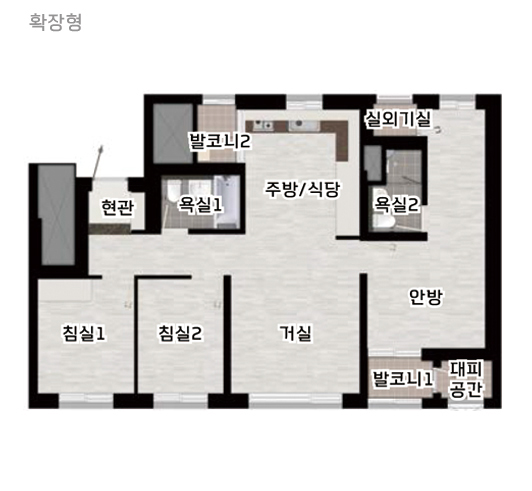 확장형
실외기실
발코니2
주방/식당
현관
욕실1
욕실2
안방
침실1
침실2
거실
발코니1
대피
공간